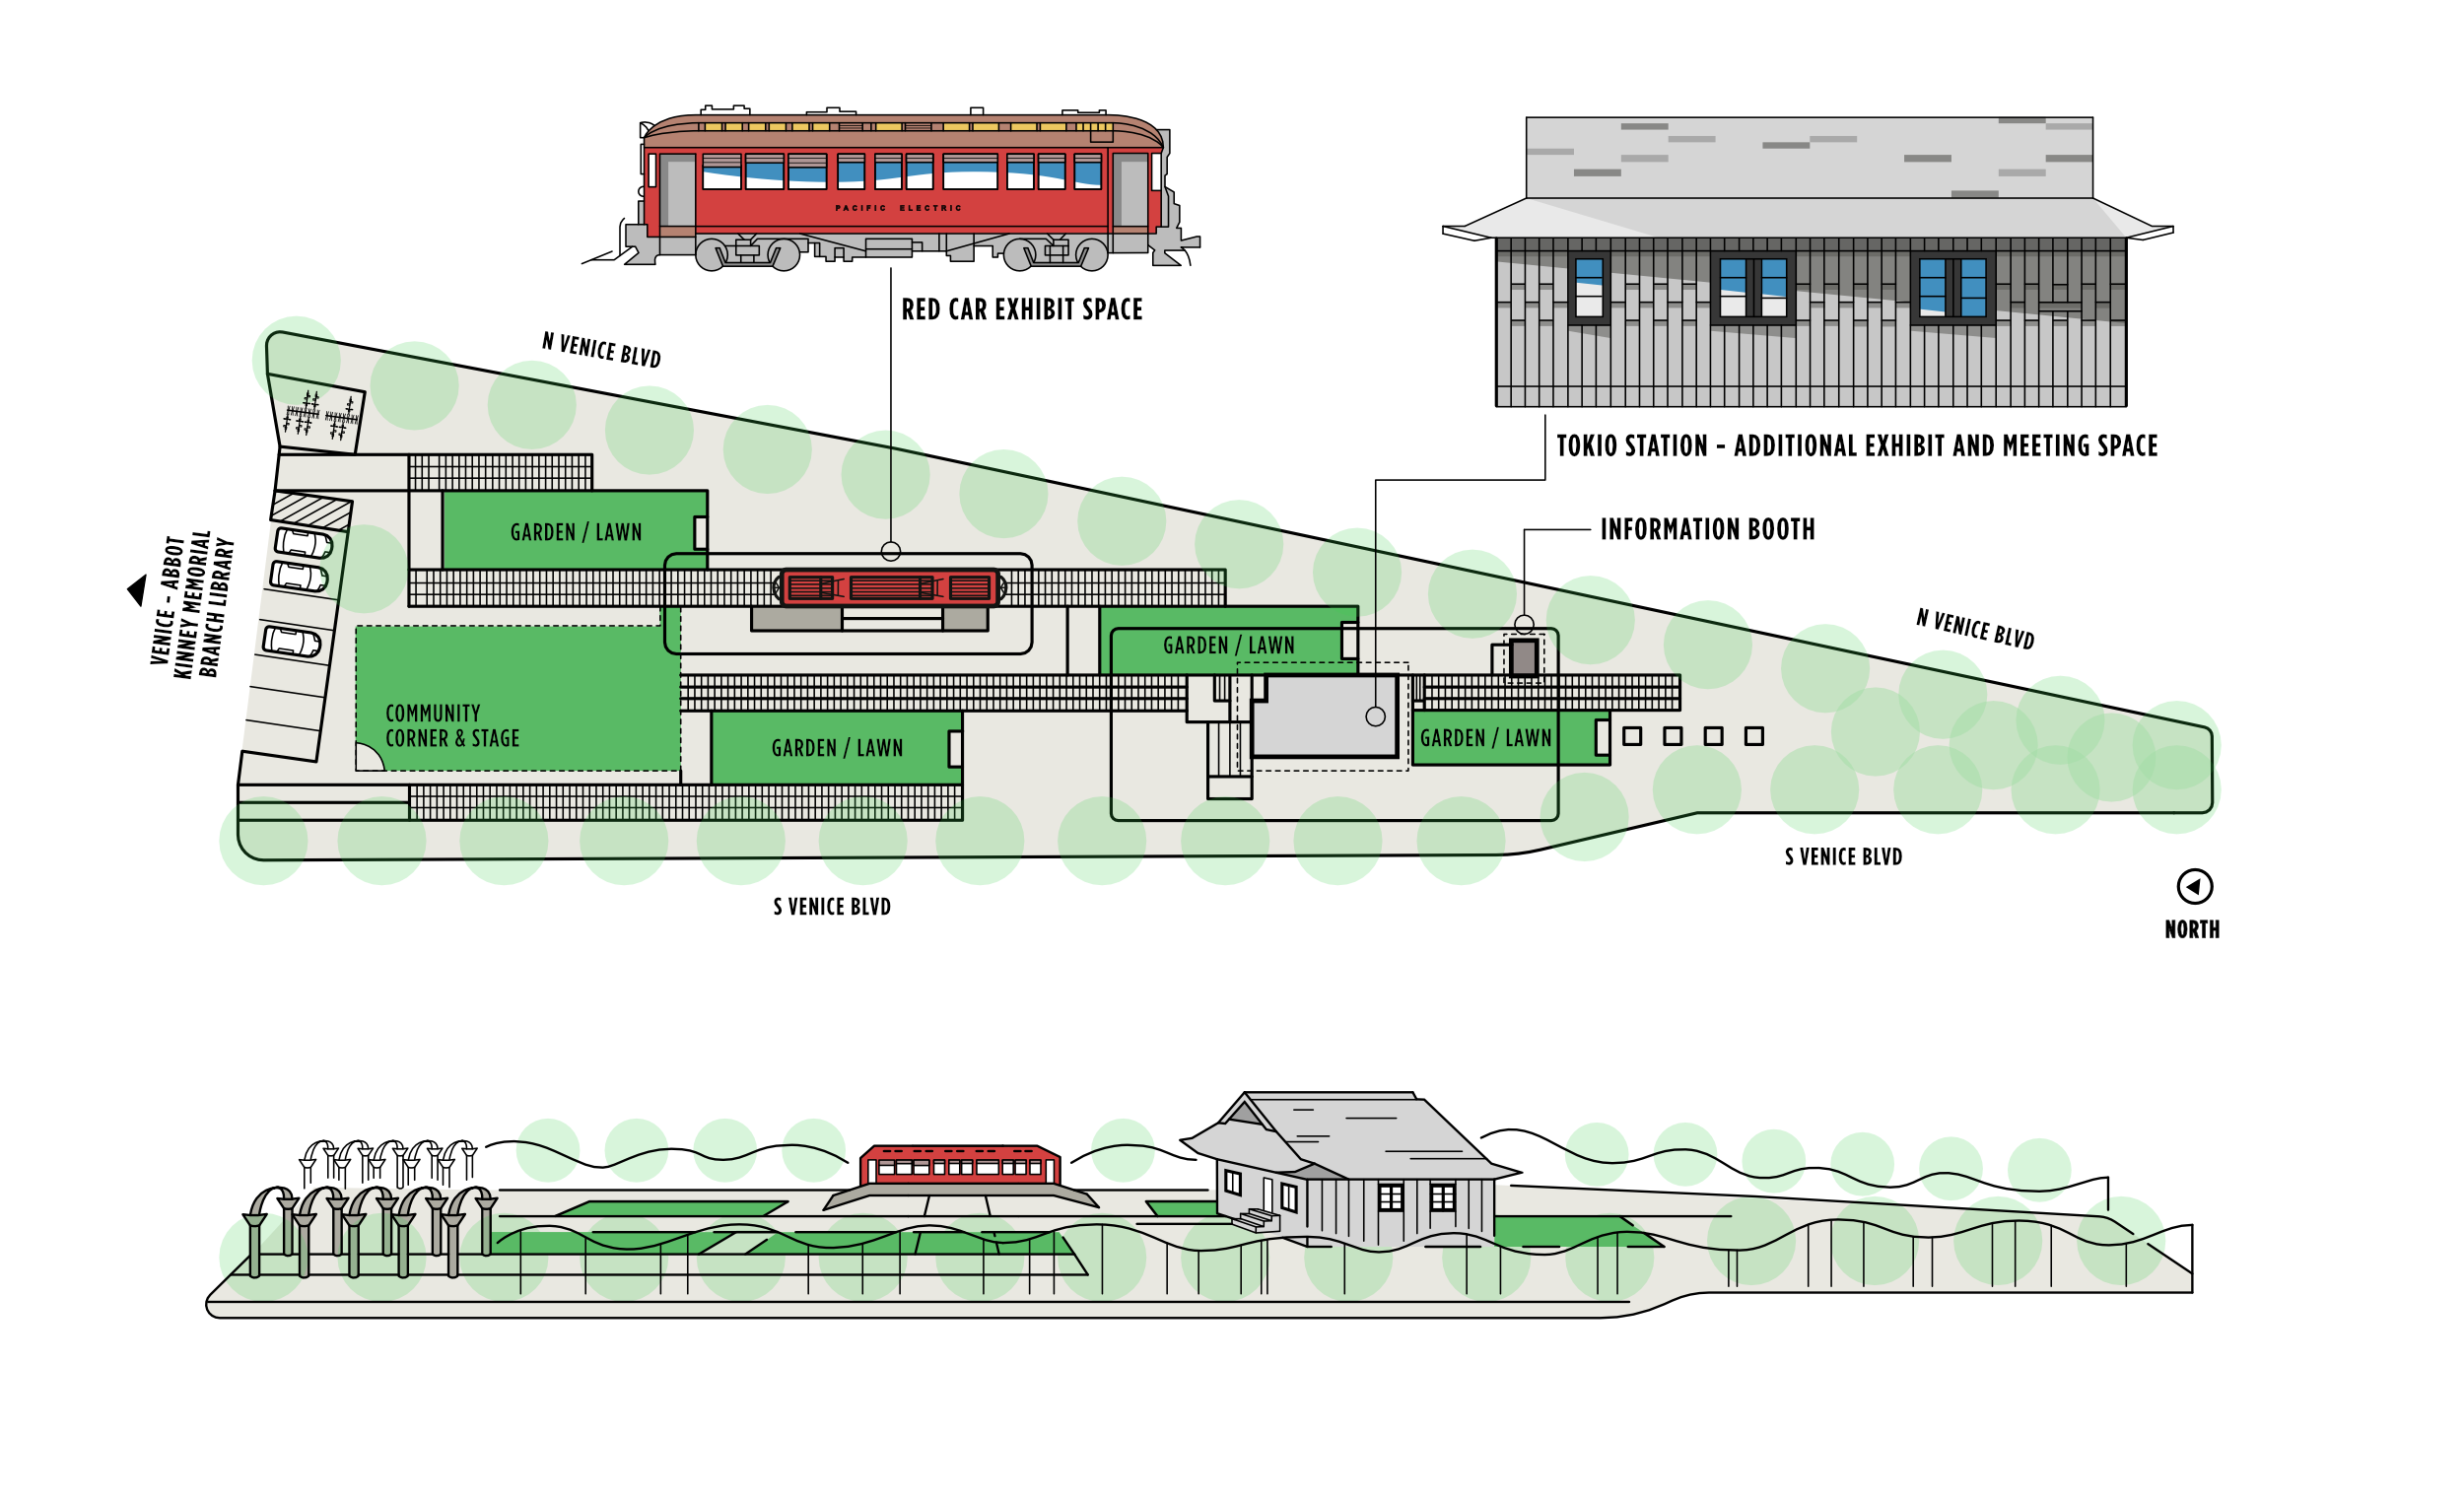 PACIFIC ELECTRIC
RED CAR EXHIBIT SPACE
N VENICE BLVD
TOKIO STATION - ADDITIONAL EXHIBIT AND MEETING SPACE
INFORMATION BOOTH
GARDEN / LAWN
VENICE - ABBOT
KINNEY MEMORIAL
BRANCH LIBRARY
GARDEN / LAWN
N VENICE BLVD
COMMUNITY
CORNER & STAGE
GARDEN / LAWN
GARDEN / LAWN
S VENICE BLVD
S VENICE BLVD
NORTH